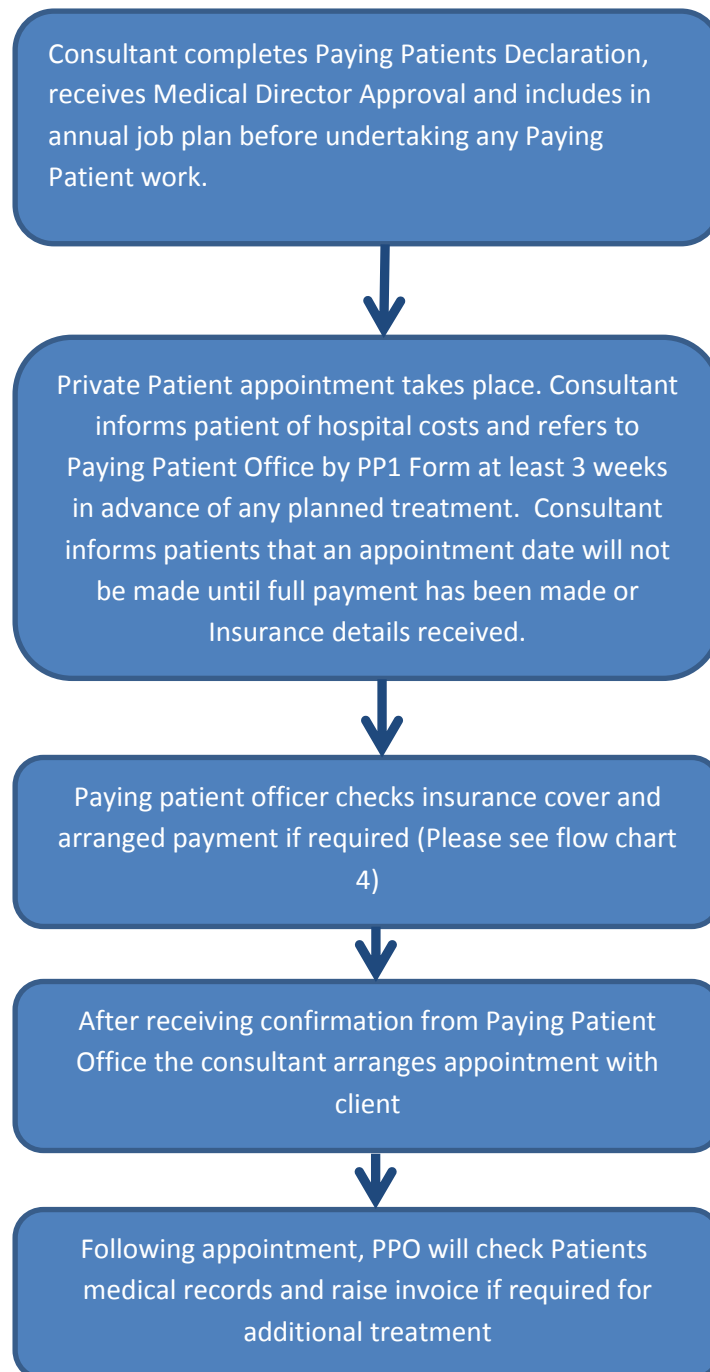 Consultant completes Paying Patients Declaration,
receives Medical Director Approval and includes in
annual job plan before undertaking any Paying
Patient work.
Private Patient appointment takes place. Consultant
informs patient of hospital costs and refers to
Paying Patient Office by PP1 Form at least 3 weeks
in advance of any planned treatment.  Consultant
informs patients that an appointment date will not
be made until full payment has been made or
Insurance details received.
Paying patient officer checks insurance cover and
arranged payment if required (Please see flow chart
4)
After receiving confirmation from Paying Patient
Office the consultant arranges appointment with
client
Following appointment, PPO will check Patients
medical records and raise invoice if required for
additional treatment